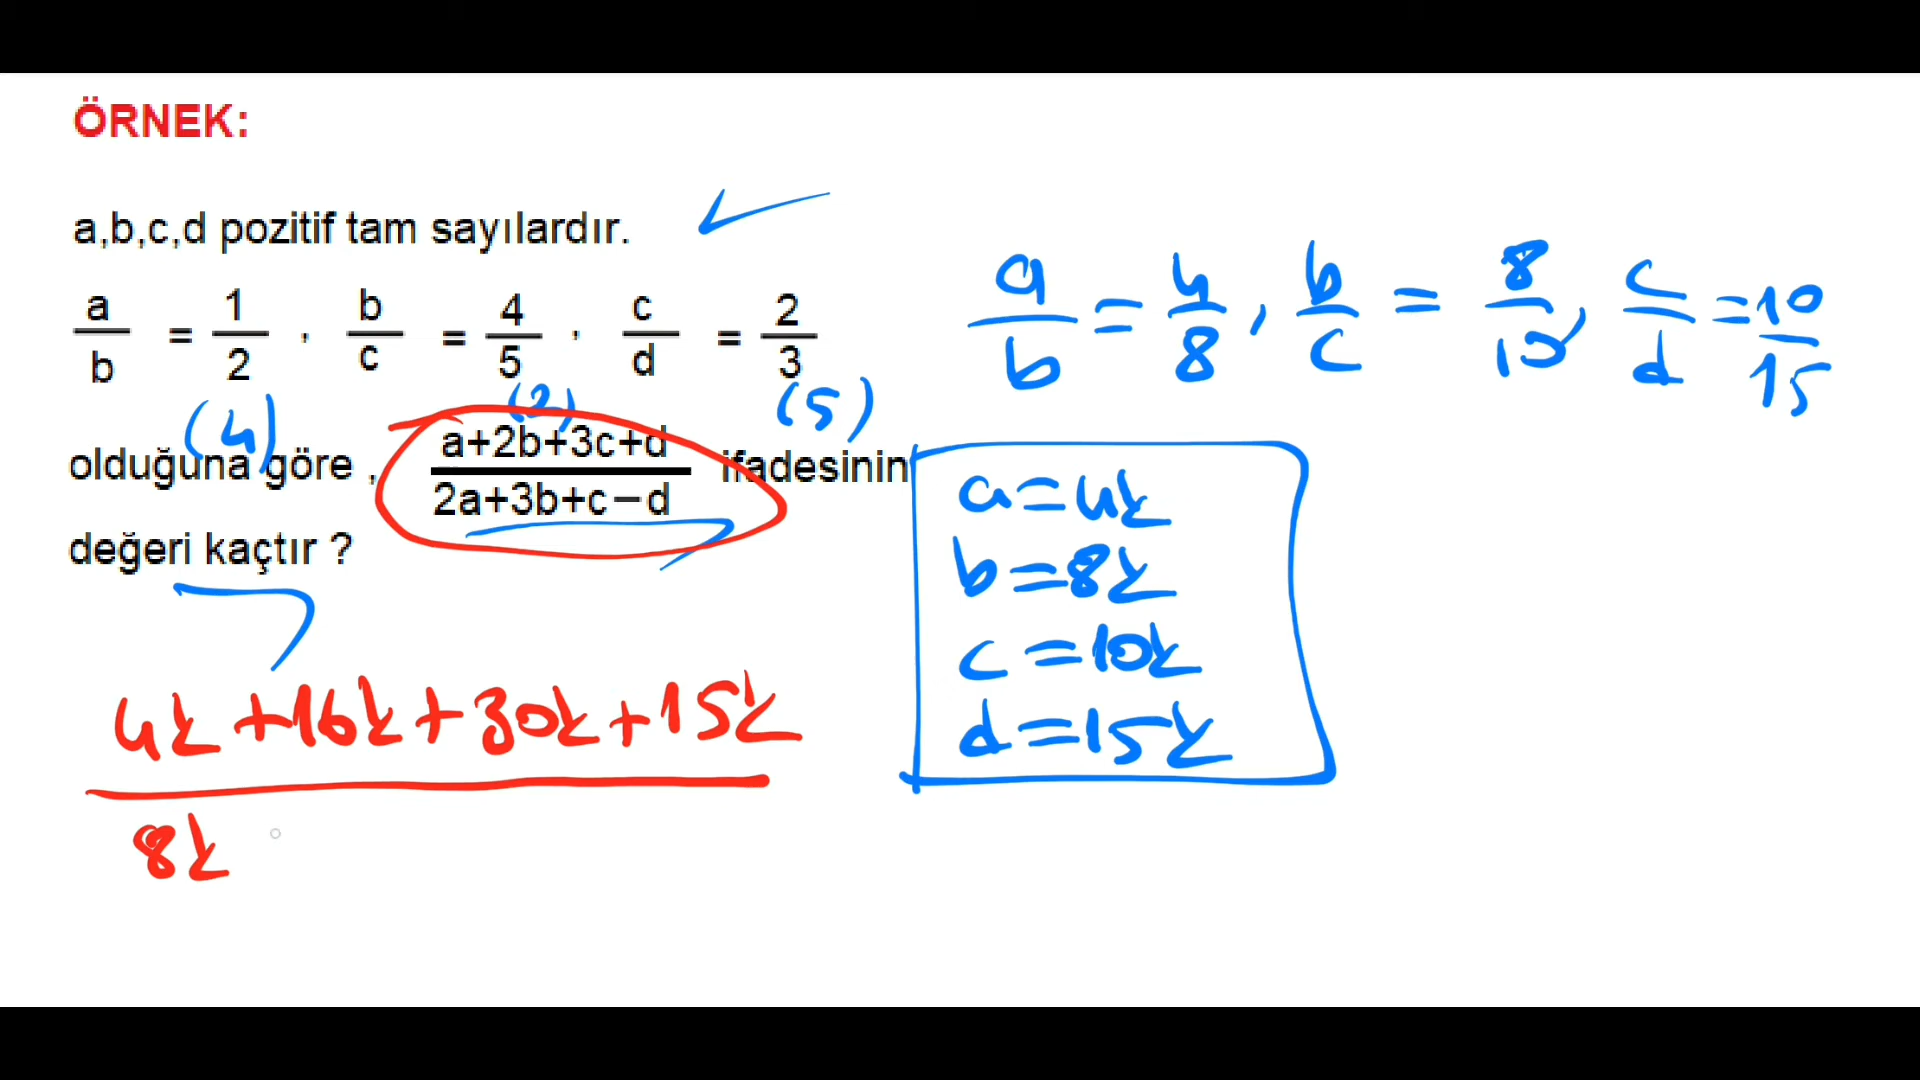 ÖRNEK:
a,b,c,d pozitif tam sayılardır.
a/b = 1/2 , b/c = 4/5 , c/d = 2/3
(4) (2) (5)
olduğuna göre , (a+2b+3c+d)/(2a+3b+c−d) ifadesinin
değeri kaçtır ?
a/b = 4/8 , b/c = 8/10 , c/d = 10/15
a=4k
b=8k
c=10k
d=15k
4k+16k+30k+15k
8k